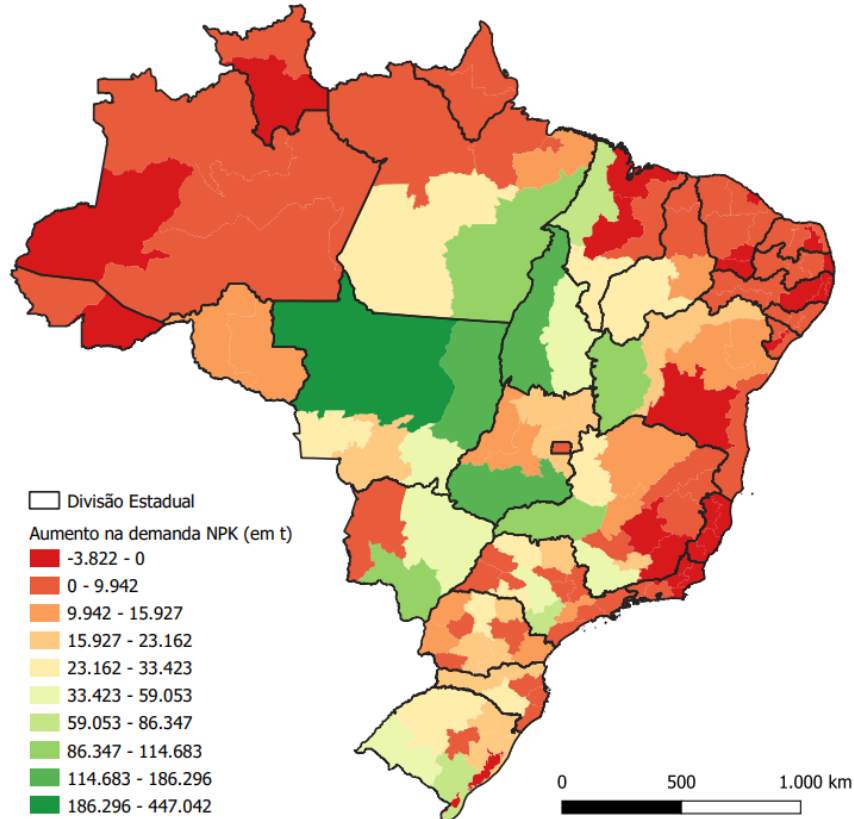 Divisão Estadual
Aumento na demanda NPK (em t)
-3.822 - 0
0 - 9.942
9.942 - 15.927
15.927 - 23.162
23.162 - 33.423
33.423 - 59.053
59.053 - 86.347
86.347 - 114.683
114.683 - 186.296
186.296 - 447.042
0 500 1.000 km